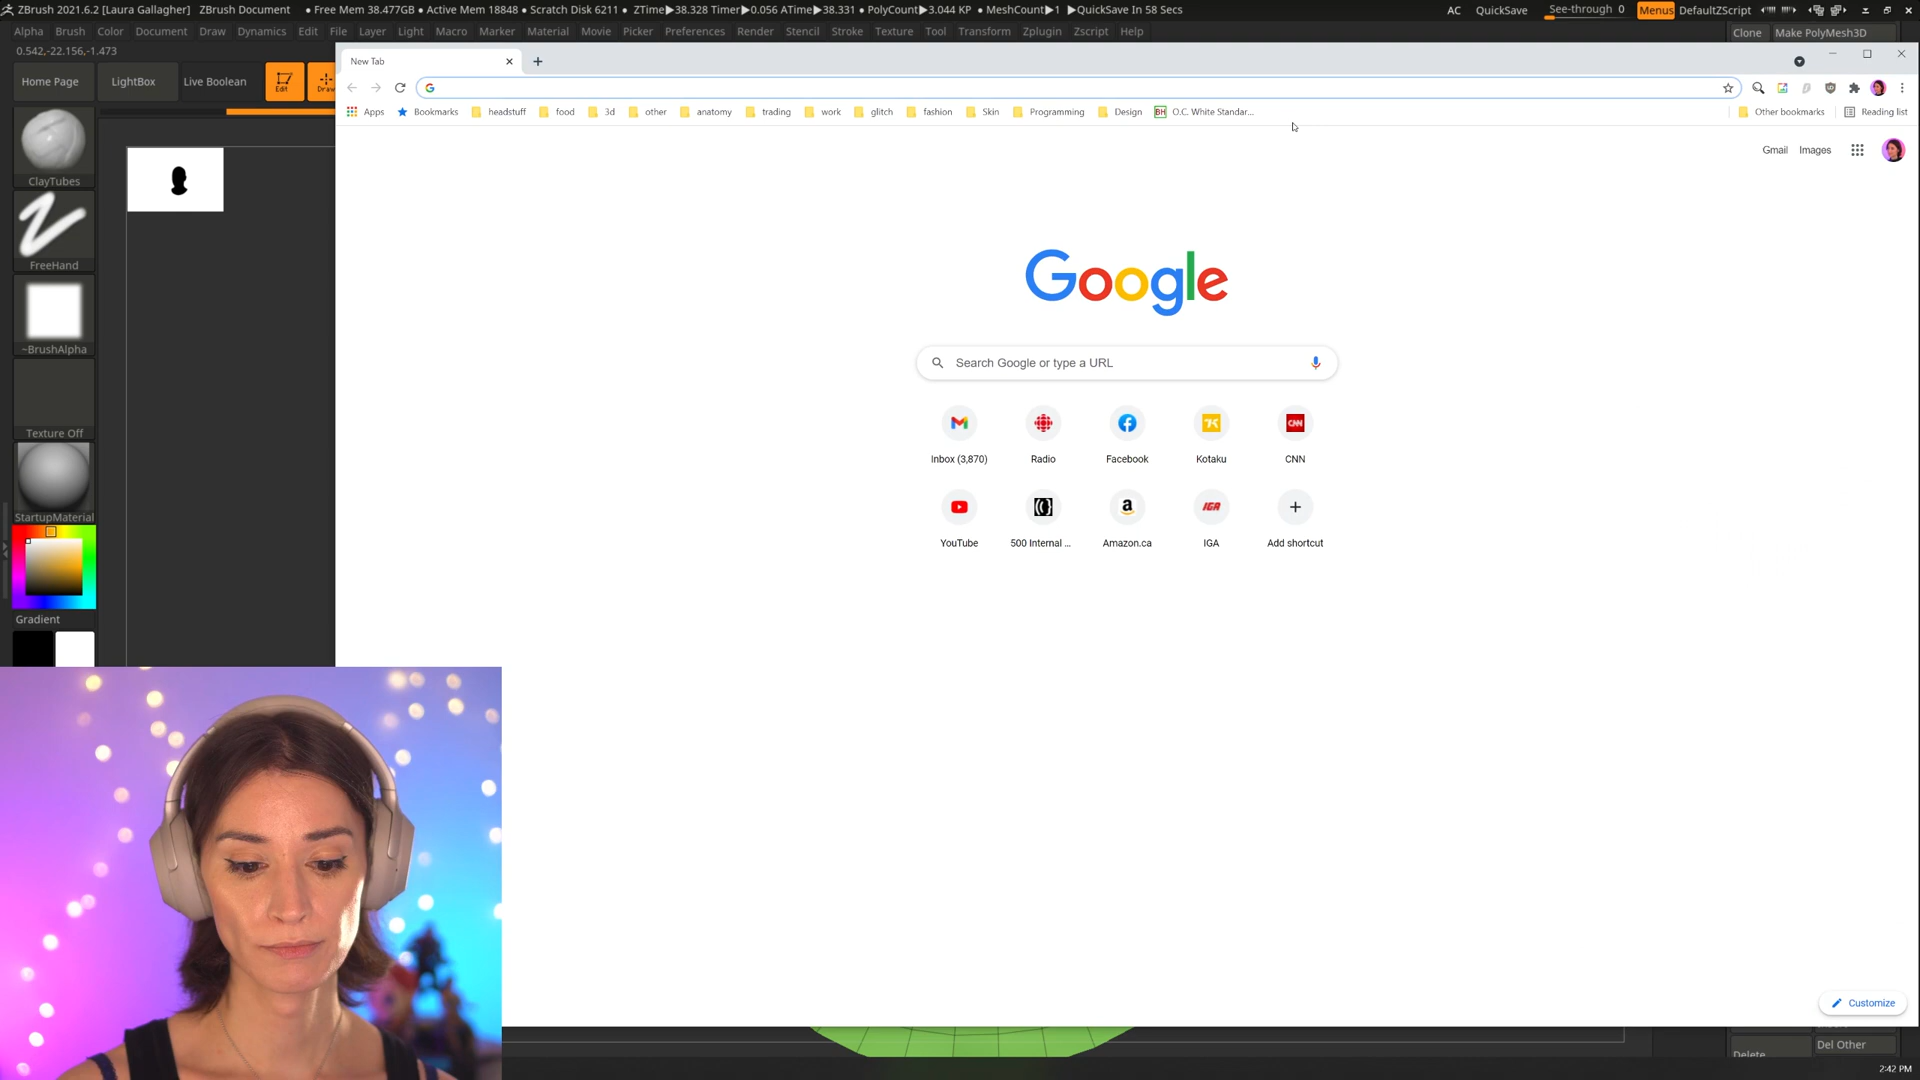 ZBrush 2021.6.2 [Laura Gallagher] ZBrush Document • Free Mem 38.477GB • Active Mem 18848 • Scratch Disk 6211 • ZTime▶38.328 Timer▶0.056 ATime▶38.331 • PolyCount▶3.044 KP • MeshCount▶1 ▶QuickSave In 58 Secs AC QuickSave See-through 0 Menus DefaultZScript
Alpha Brush Color Document Draw Dynamics Edit File Layer Light Macro Marker Material Movie Picker Preferences Render Stencil Stroke Texture Tool Transform Zplugin Zscript Help Clone Make PolyMesh3D
0.542,-22.156,-1.473
New Tab
Home Page LightBox Live Boolean Edit Draw
Apps Bookmarks headstuff food 3d other anatomy trading work glitch fashion Skin Programming Design BH O.C. White Standar... Other bookmarks Reading list
Gmail Images
ClayTubes
FreeHand
Google
~BrushAlpha
Search Google or type a URL
Texture Off
CNN
Inbox (3,870) Radio Facebook Kotaku CNN
IGA
StartupMaterial
YouTube 500 Internal ... Amazon.ca IGA Add shortcut
Gradient
Customize
Del Other
Delete
2:42 PM